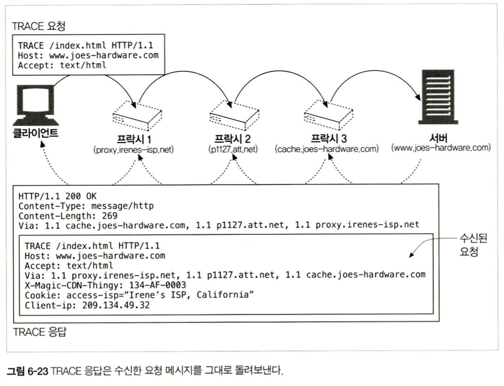 TRACE 요청
TRACE /index.html HTTP/1.1
Host: www.joes-hardware.com
Accept: text/html
클라이언트
프락시 1
(proxy.irenes-isp.net)
프락시 2
(p1127.att.net)
프락시 3
(cache.joes-hardware.com)
서버
(www.joes-hardware.com)
HTTP/1.1 200 OK
Content-Type: message/http
Content-Length: 269
Via: 1.1 cache.joes-hardware.com, 1.1 p1127.att.net, 1.1 proxy.irenes-isp.net
TRACE /index.html HTTP/1.1
Host: www.joes-hardware.com
Accept: text/html
Via: 1.1 proxy.irenes-isp.net, 1.1 p1127.att.net, 1.1 cache.joes-hardware.com
X-Magic-CDN-Thingy: 134-AF-0003
Cookie: access-isp="Irene's ISP, California"
Client-ip: 209.134.49.32
수신된
요청
TRACE 응답
그림 6-23 TRACE 응답은 수신한 요청 메시지를 그대로 돌려보낸다.